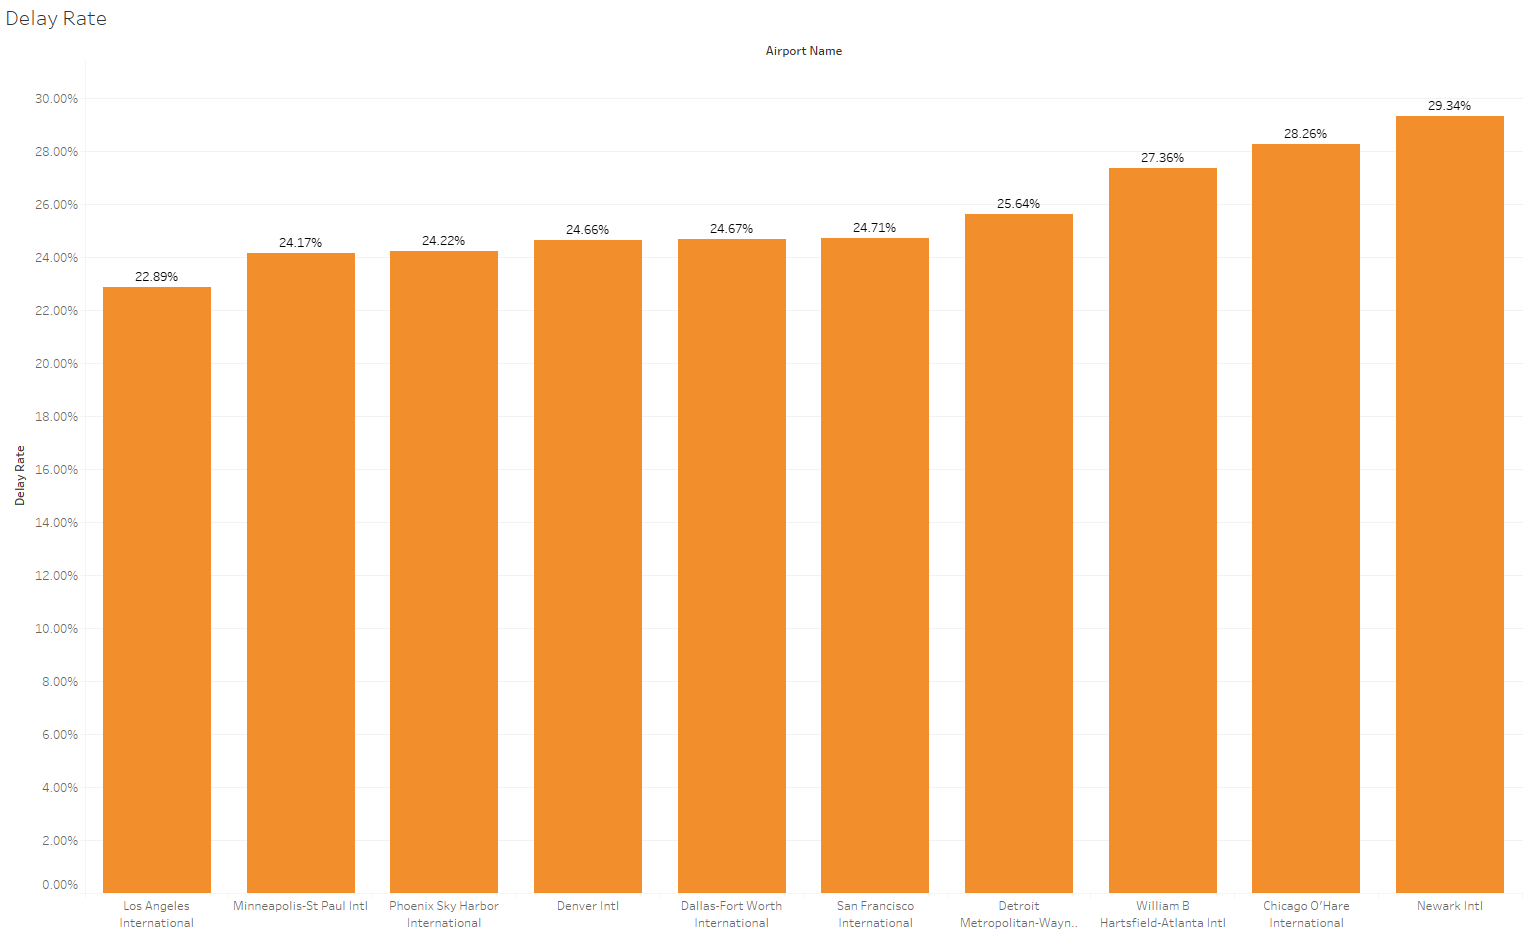 Delay Rate
Airport Name
30.00%
28.00%
26.00%
24.00%
22.00%
20.00%
18.00%
16.00%
14.00%
12.00%
10.00%
8.00%
6.00%
4.00%
2.00%
0.00%
Delay Rate
22.89%
24.17%
24.22%
24.66%
24.67%
24.71%
25.64%
27.36%
28.26%
29.34%
Los Angeles
International
Minneapolis-St Paul Intl
Phoenix Sky Harbor
International
Denver Intl
Dallas-Fort Worth
International
San Francisco
International
Detroit
Metropolitan-Wayn..
William B
Hartsfield-Atlanta Intl
Chicago O'Hare
International
Newark Intl